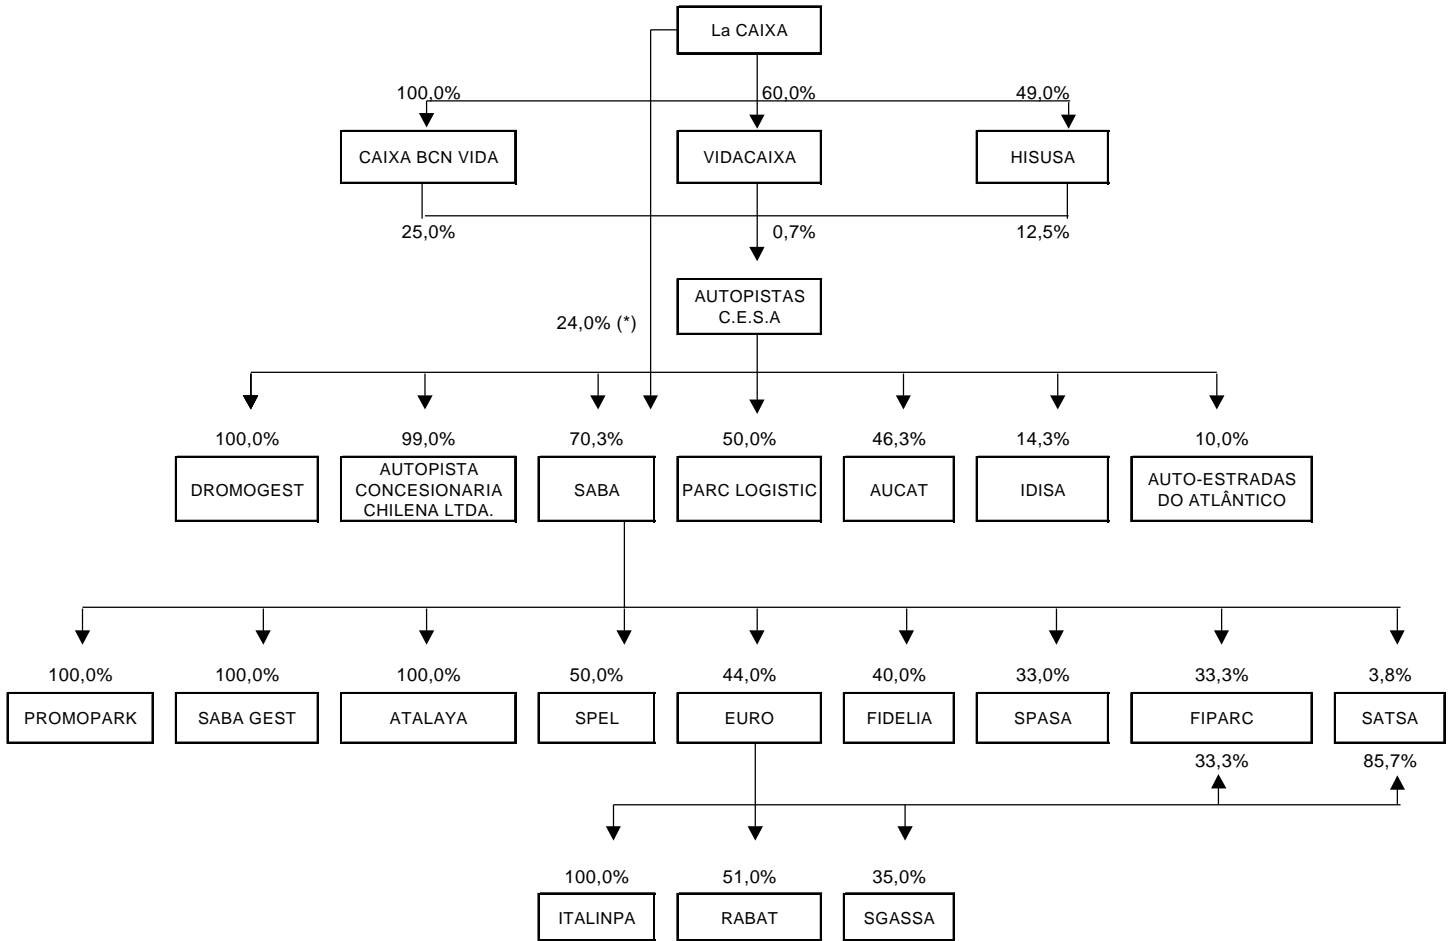 La CAIXA
100,0%
60,0%
49,0%
CAIXA BCN VIDA
VIDACAIXA
HISUSA
25,0%
0,7%
12,5%
AUTOPISTAS
C.E.S.A
24,0% (*)
100,0%
99,0%
70,3%
50,0%
46,3%
14,3%
10,0%
DROMOGEST
AUTOPISTA
CONCESIONARIA
CHILENA LTDA.
SABA
PARC LOGISTIC
AUCAT
IDISA
AUTO-ESTRADAS
DO ATLÂNTICO
100,0%
100,0%
100,0%
50,0%
44,0%
40,0%
33,0%
33,3%
3,8%
PROMOPARK
SABA GEST
ATALAYA
SPEL
EURO
FIDELIA
SPASA
FIPARC
SATSA
33,3%
85,7%
100,0%
51,0%
35,0%
ITALINPA
RABAT
SGASSA